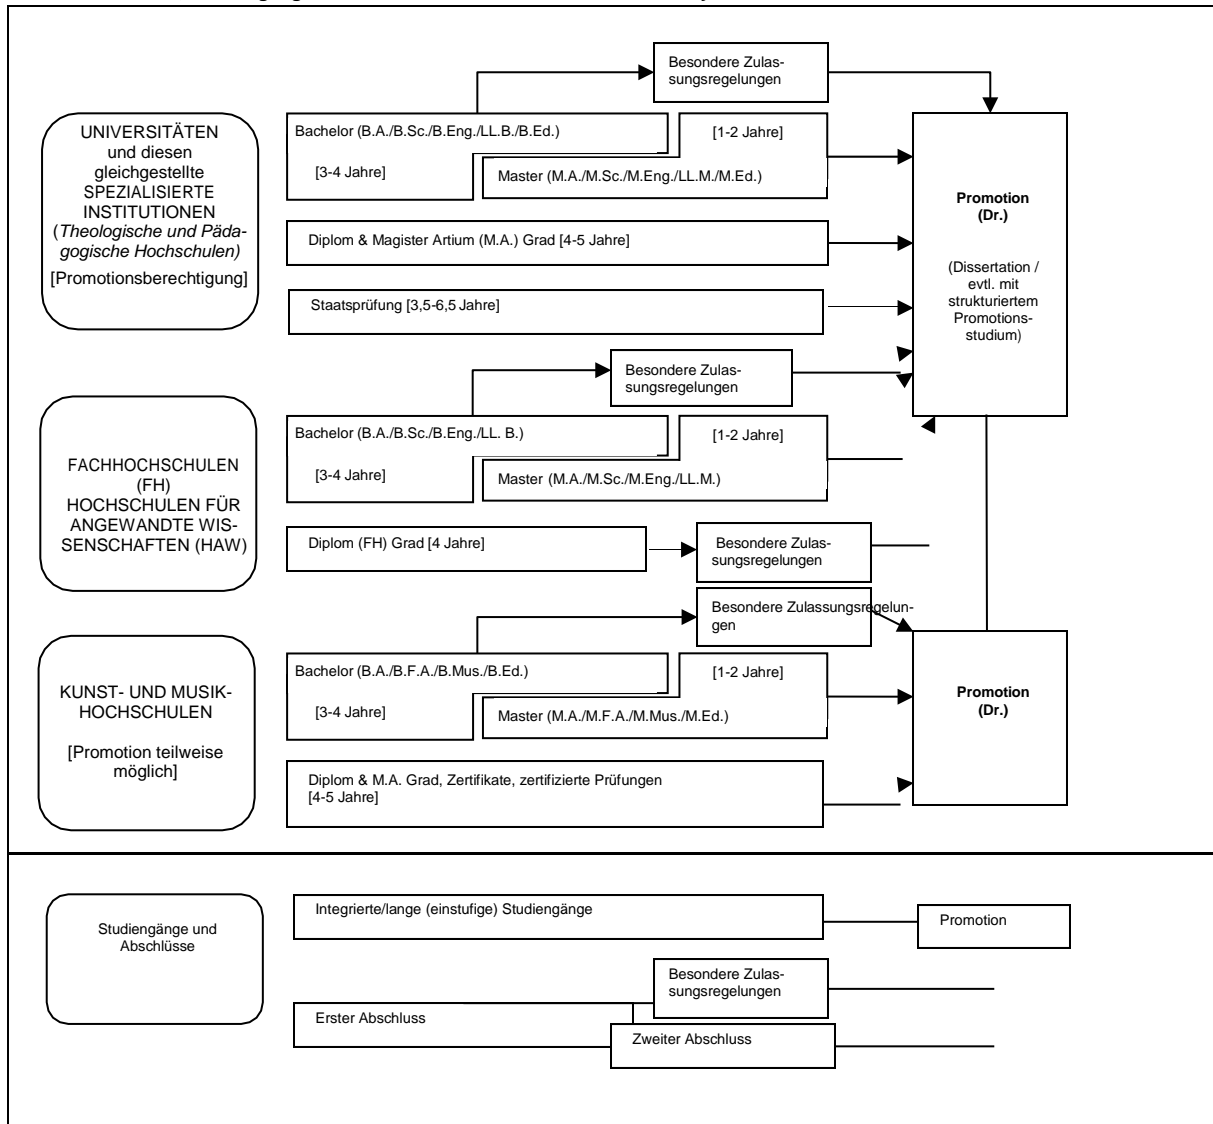 Besondere Zulas-
sungsregelungen
UNIVERSITÄTEN
und diesen
gleichgestellte
SPEZIALISIERTE
INSTITUTIONEN
(Theologische und Päda-
gogische Hochschulen)
[Promotionsberechtigung]
Bachelor (B.A./B.Sc./B.Eng./LL.B./B.Ed.)
[3-4 Jahre]
[1-2 Jahre]
Master (M.A./M.Sc./M.Eng./LL.M./M.Ed.)
Diplom & Magister Artium (M.A.) Grad [4-5 Jahre]
Staatsprüfung [3,5-6,5 Jahre]
Promotion
(Dr.)
(Dissertation /
evtl. mit
strukturiertem
Promotions-
studium)
Besondere Zulas-
sungsregelungen
FACHHOCHSCHULEN
(FH)
HOCHSCHULEN FÜR
ANGEWANDTE WIS-
SENSCHAFTEN (HAW)
Bachelor (B.A./B.Sc./B.Eng./LL. B.)
[3-4 Jahre]
[1-2 Jahre]
Master (M.A./M.Sc./M.Eng./LL.M.)
Diplom (FH) Grad [4 Jahre]
Besondere Zulas-
sungsregelungen
Besondere Zulassungsregelun-
gen
KUNST- UND MUSIK-
HOCHSCHULEN
[Promotion teilweise
möglich]
Bachelor (B.A./B.F.A./B.Mus./B.Ed.)
[3-4 Jahre]
[1-2 Jahre]
Master (M.A./M.F.A./M.Mus./M.Ed.)
Diplom & M.A. Grad, Zertifikate, zertifizierte Prüfungen
[4-5 Jahre]
Promotion
(Dr.)
Studiengänge und
Abschlüsse
Integrierte/lange (einstufige) Studiengänge
Promotion
Besondere Zulas-
sungsregelungen
Erster Abschluss
Zweiter Abschluss